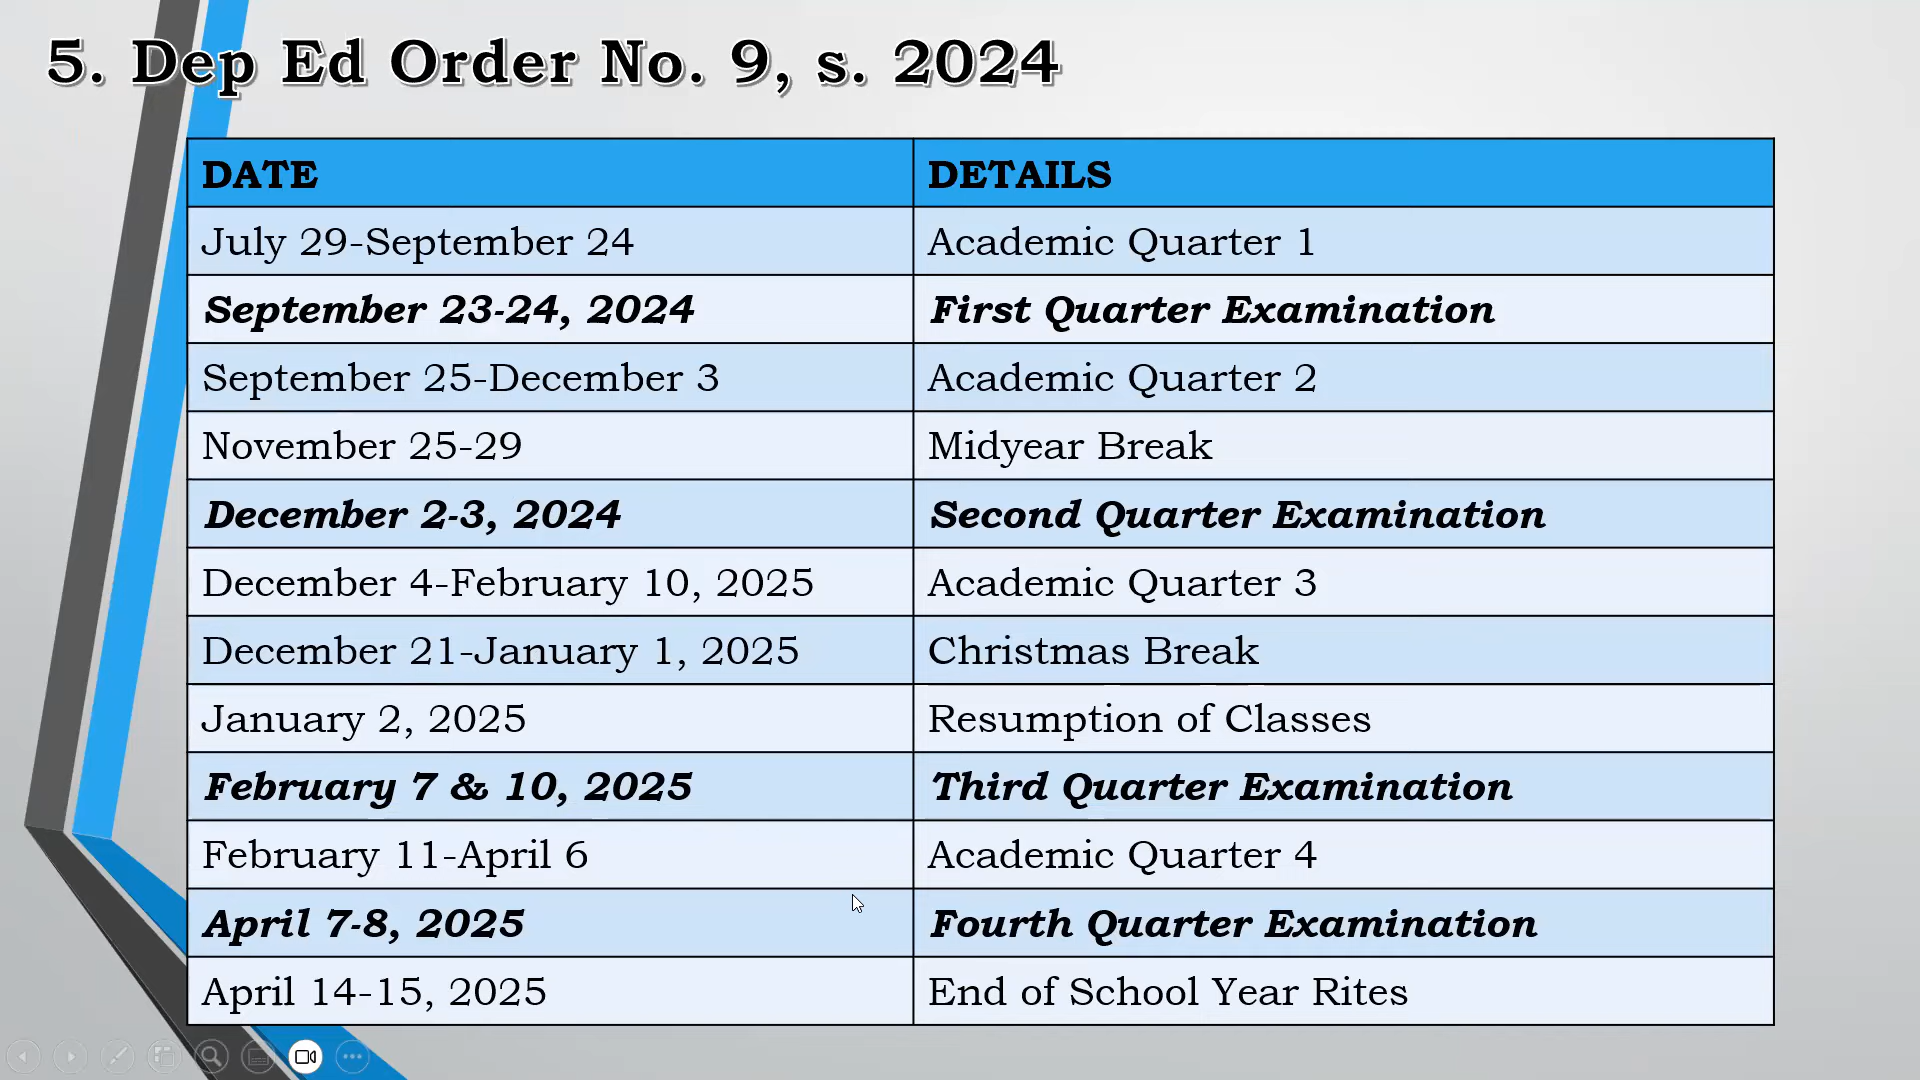 5. Dep Ed Order No. 9, s. 2024
DATE DETAILS
July 29-September 24 Academic Quarter 1
September 23-24, 2024 First Quarter Examination
September 25-December 3 Academic Quarter 2
November 25-29 Midyear Break
December 2-3, 2024 Second Quarter Examination
December 4-February 10, 2025 Academic Quarter 3
December 21-January 1, 2025 Christmas Break
January 2, 2025 Resumption of Classes
February 7 & 10, 2025 Third Quarter Examination
February 11-April 6 Academic Quarter 4
April 7-8, 2025 Fourth Quarter Examination
April 14-15, 2025 End of School Year Rites